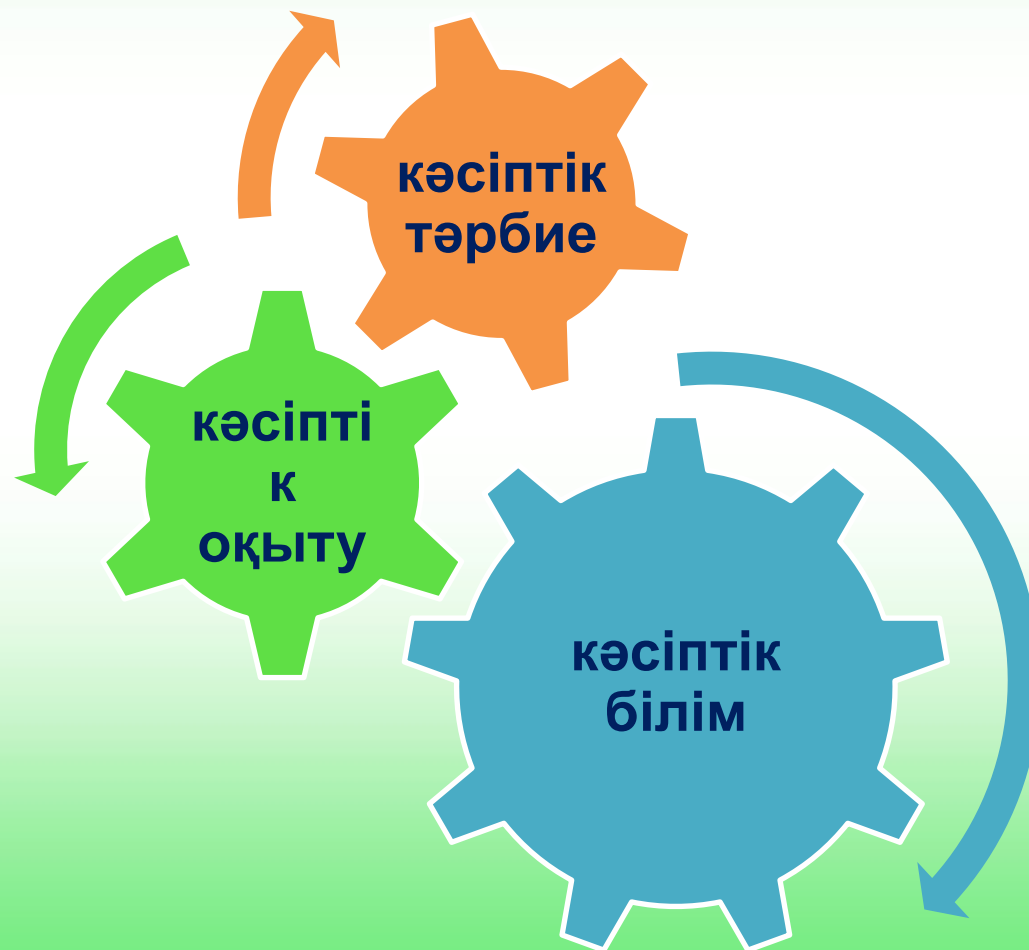 кәсіптік
тәрбие
кәсіпті
к
оқыту
кәсіптік
білім